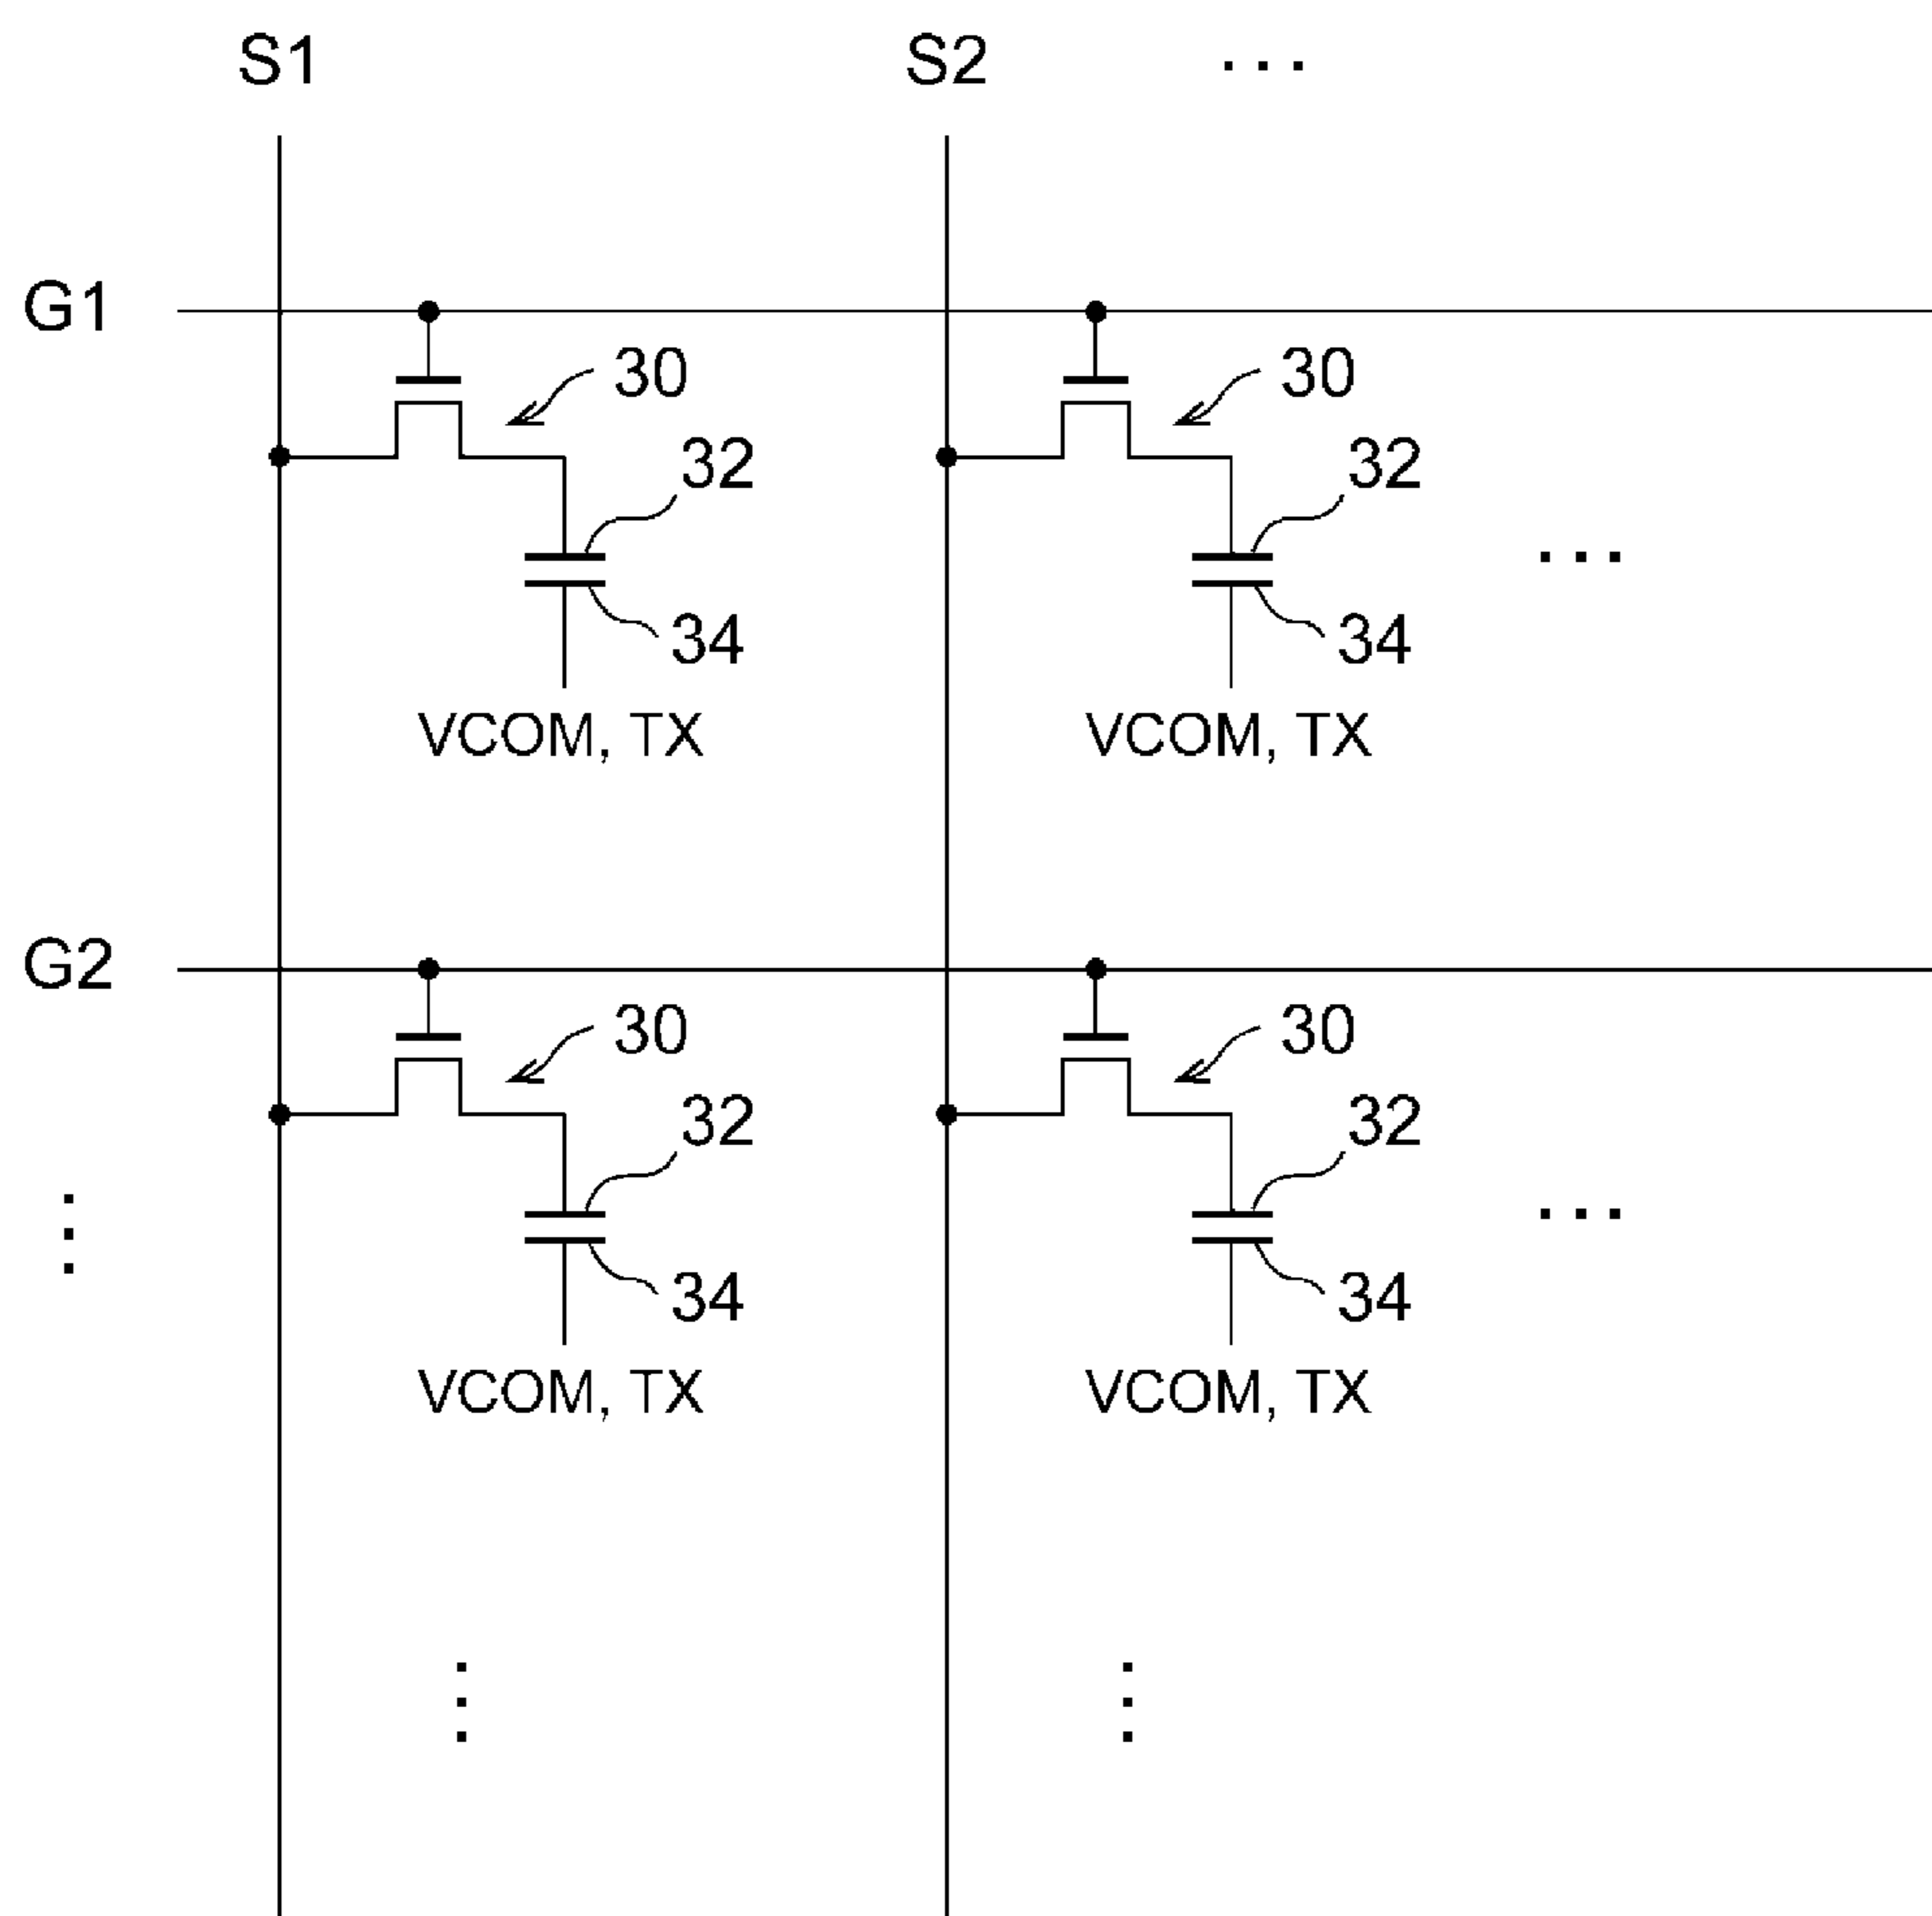 S1 S2 ...
G1
30 30
32 32
...
34 34
VCOM, TX VCOM, TX
G2
30 30
32 32
...
34 34
VCOM, TX VCOM, TX